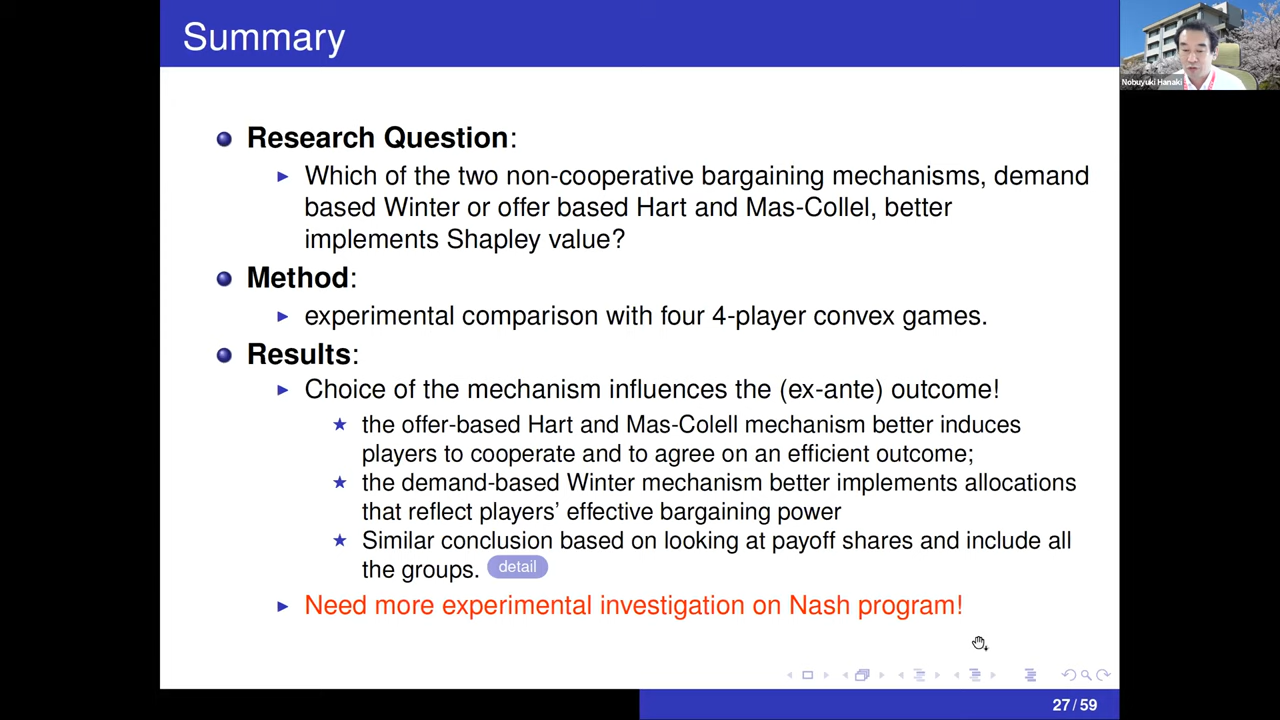 Summary
Nobuyuki Hanaki
Research Question:
Which of the two non-cooperative bargaining mechanisms, demand
based Winter or offer based Hart and Mas-Collel, better
implements Shapley value?
Method:
experimental comparison with four 4-player convex games.
Results:
Choice of the mechanism influences the (ex-ante) outcome!
the offer-based Hart and Mas-Colell mechanism better induces
players to cooperate and to agree on an efficient outcome;
the demand-based Winter mechanism better implements allocations
that reflect players' effective bargaining power
Similar conclusion based on looking at payoff shares and include all
the groups. detail
Need more experimental investigation on Nash program!
27 / 59